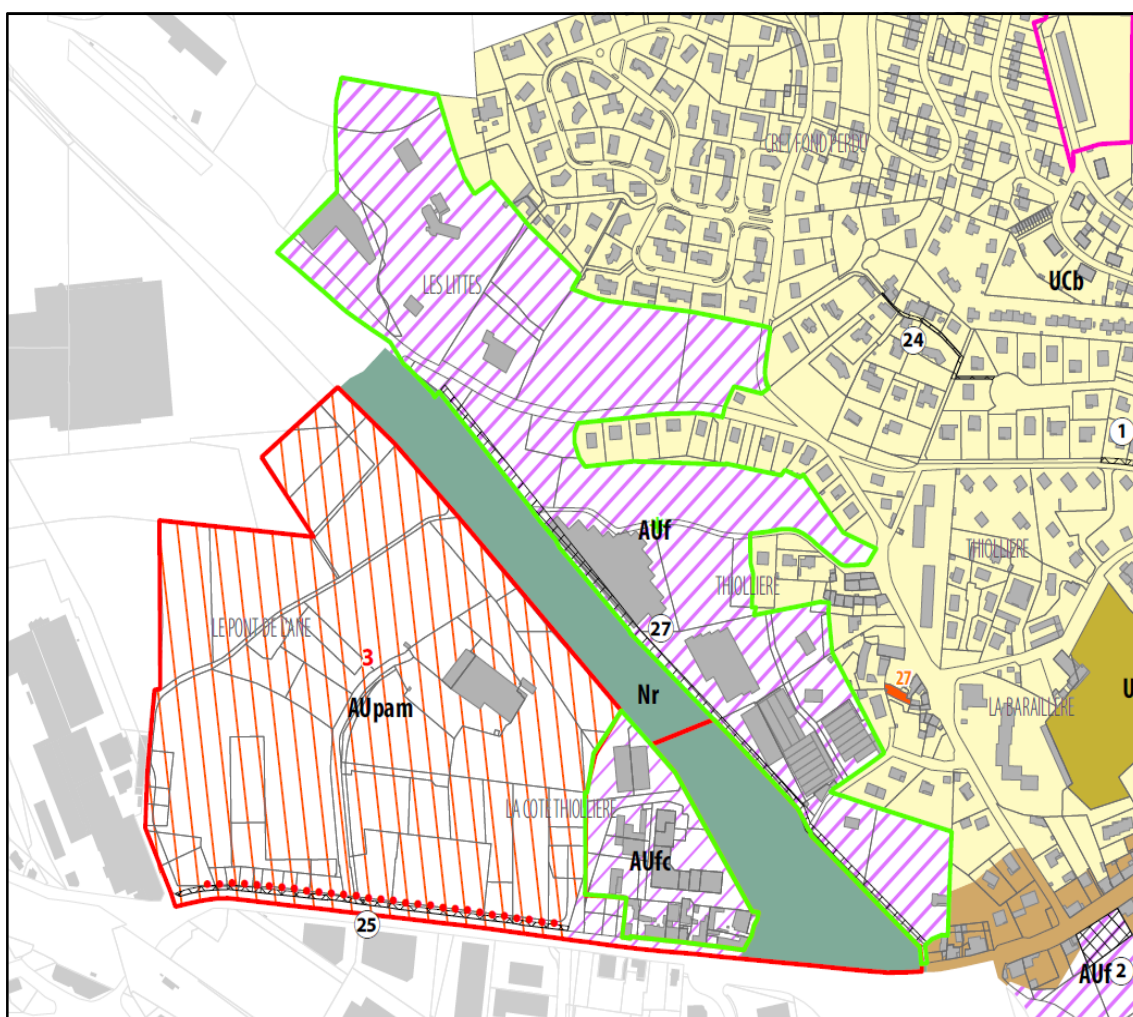 CRET FOND PERDU
LES LITTES
UCb
24
1
AUf
THIOLLIERE
THIOLLIERE
LE PONT DE LANE
27
3
Nr
27
AUpam
LA BARAILLERE
U
LA COTE THIOLLIERE
AUfc
25
AUf
2